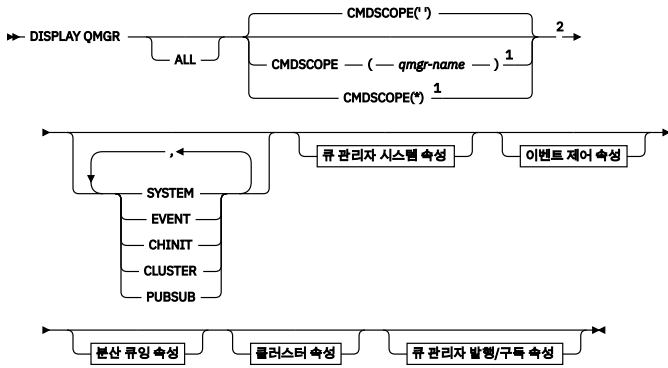 CMDSCOPE(' ')
DISPLAY QMGR
ALL
CMDSCOPE ( qmgr-name ) 1
CMDSCOPE(*) 1
2
,
SYSTEM
EVENT
CHINIT
CLUSTER
PUBSUB
큐 관리자 시스템 속성
이벤트 제어 속성
분산 큐잉 속성
클러스터 속성
큐 관리자 발행/구독 속성